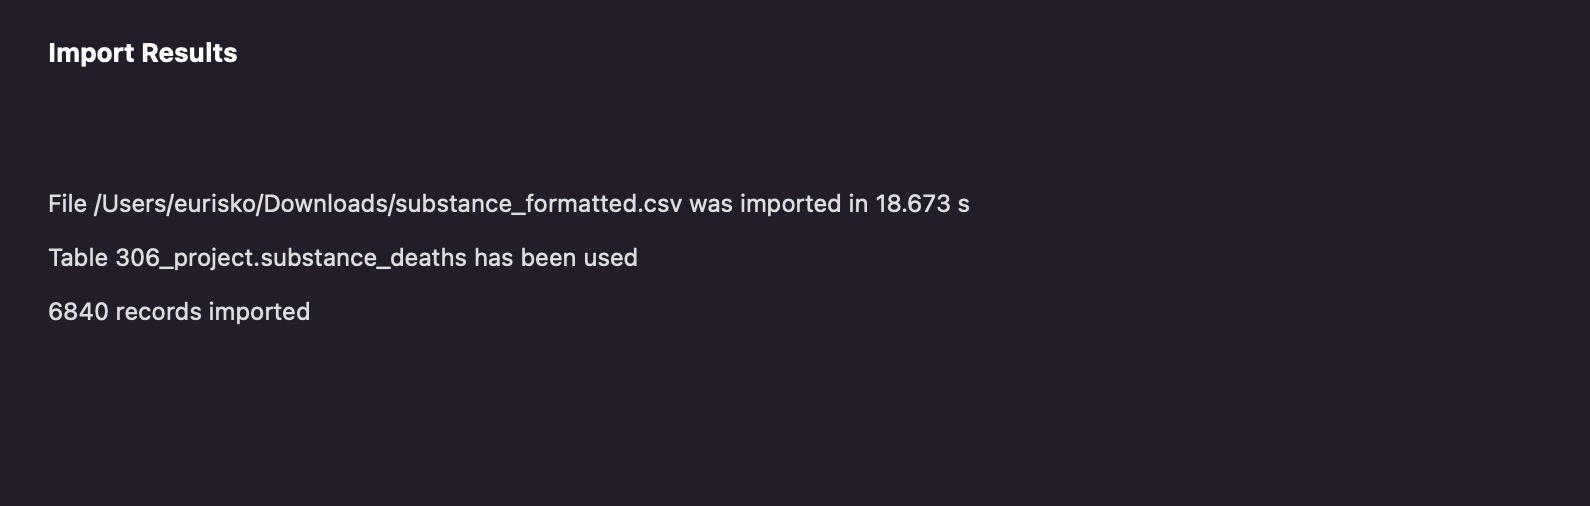 Import Results
File /Users/eurisko/Downloads/substance_formatted.csv was imported in 18.673 s
Table 306_project.substance_deaths has been used
6840 records imported